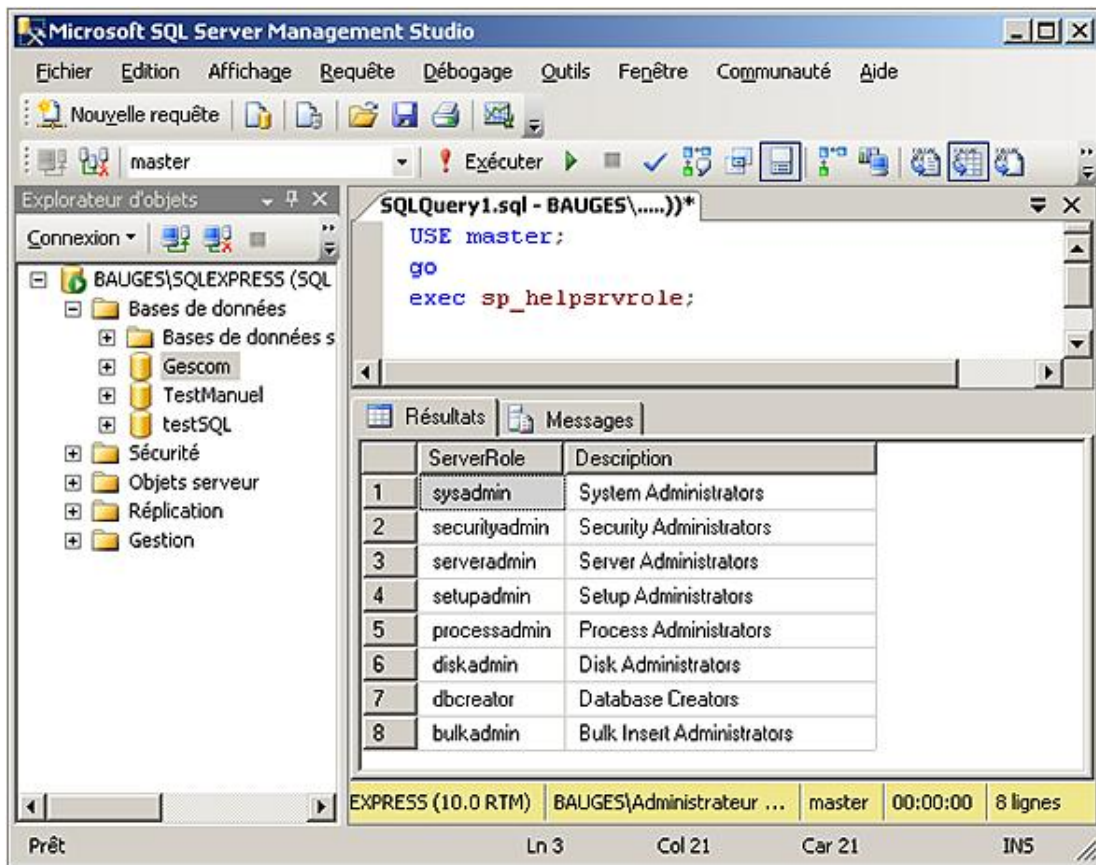 Microsoft SQL Server Management Studio
Fichier Edition Affichage Requête Débogage Outils Fenêtre Communauté Aide
Nouvelle requête
master Exécuter
Explorateur d'objets
Connexion
BAUGES\SQLEXPRESS (SQL
Bases de données
Bases de données s
Gescom
TestManuel
testSQL
Sécurité
Objets serveur
Réplication
Gestion
SQLQuery1.sql - BAUGES\.....))*
USE master;
go
exec sp_helpsrvrole;
Résultats Messages
ServerRole Description
1 sysadmin System Administrators
2 securityadmin Security Administrators
3 serveradmin Server Administrators
4 setupadmin Setup Administrators
5 processadmin Process Administrators
6 diskadmin Disk Administrators
7 dbcreator Database Creators
8 bulkadmin Bulk Insert Administrators
EXPRESS (10.0 RTM) BAUGES\Administrateur ... master 00:00:00 8 lignes
Prêt Ln 3 Col 21 Car 21 INS